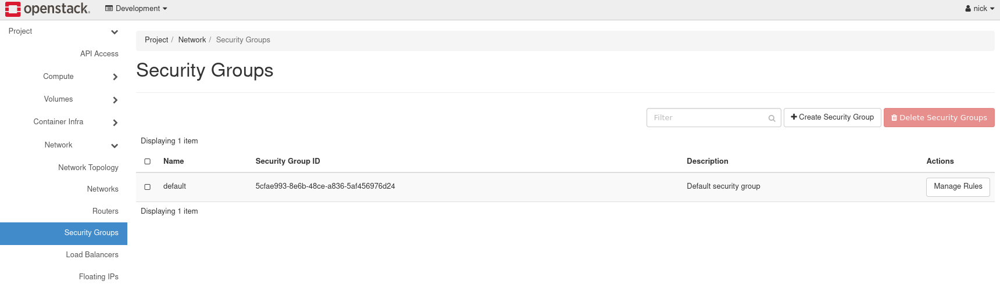 openstack. Development nick
Project
Project / Network / Security Groups
API Access
Security Groups
Compute
Volumes
Container Infra
Filter Create Security Group Delete Security Groups
Network
Displaying 1 item
Name Security Group ID Description Actions
Network Topology
default 5cfae993-8e6b-48ce-a836-5af456976d24 Default security group Manage Rules
Networks
Routers
Displaying 1 item
Security Groups
Load Balancers
Floating IPs